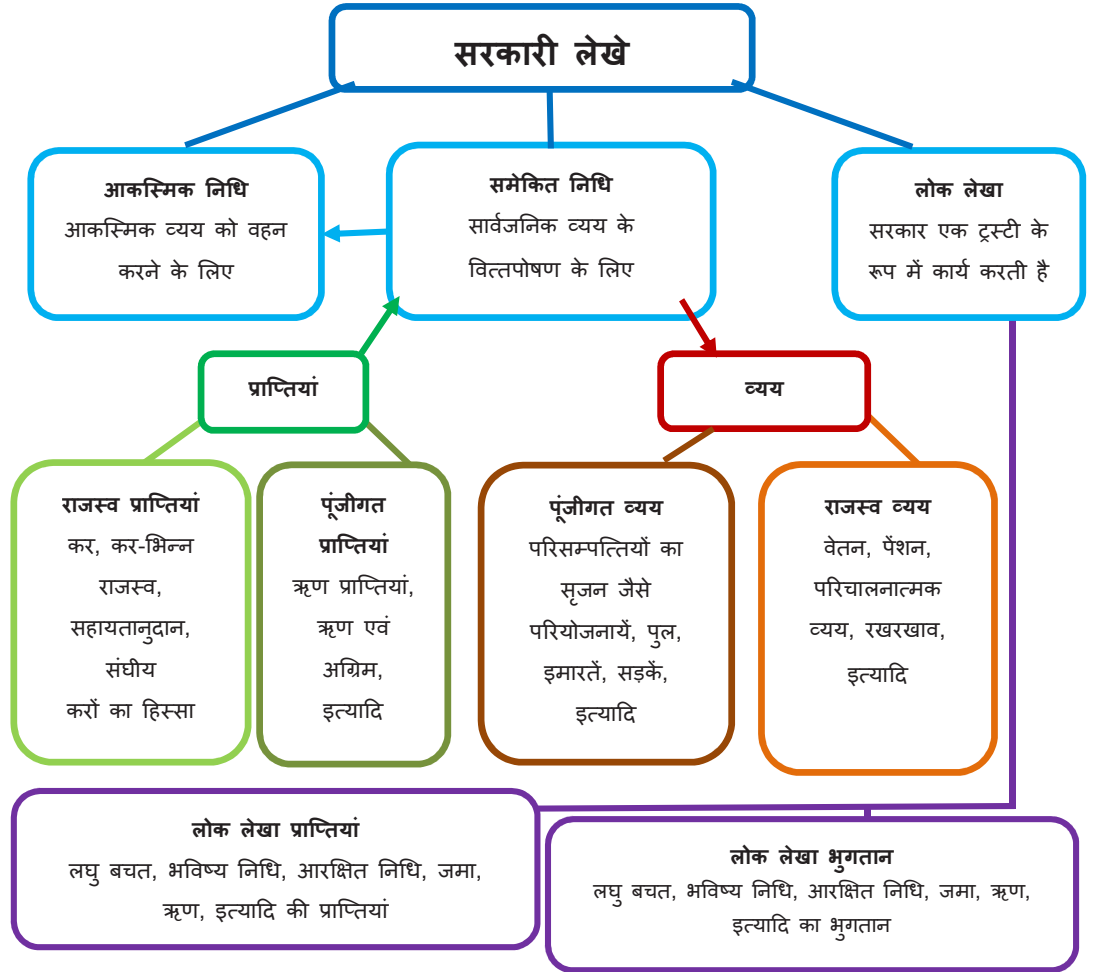 सरकारी लेखे
आकस्मिक निधि
आकस्मिक व्यय को वहन
करने के लिए
समेकित निधि
सार्वजनिक व्यय के
वित्तपोषण के लिए
लोक लेखा
सरकार एक ट्रस्टी के
रूप में कार्य करती है
प्राप्तियां
व्यय
राजस्व प्राप्तियां
कर, कर-भिन्न
राजस्व,
सहायतानुदान,
संघीय
करों का हिस्सा
पूंजीगत
प्राप्तियां
ऋण प्राप्तियां,
ऋण एवं
अग्रिम,
इत्यादि
पूंजीगत व्यय
परिसम्पत्तियों का
सृजन जैसे
परियोजनायें, पुल,
इमारतें, सड़कें,
इत्यादि
राजस्व व्यय
वेतन, पेंशन,
परिचालनात्मक
व्यय, रखरखाव,
इत्यादि
लोक लेखा प्राप्तियां
लघु बचत, भविष्य निधि, आरक्षित निधि, जमा,
ऋण, इत्यादि की प्राप्तियां
लोक लेखा भुगतान
लघु बचत, भविष्य निधि, आरक्षित निधि, जमा, ऋण,
इत्यादि का भुगतान